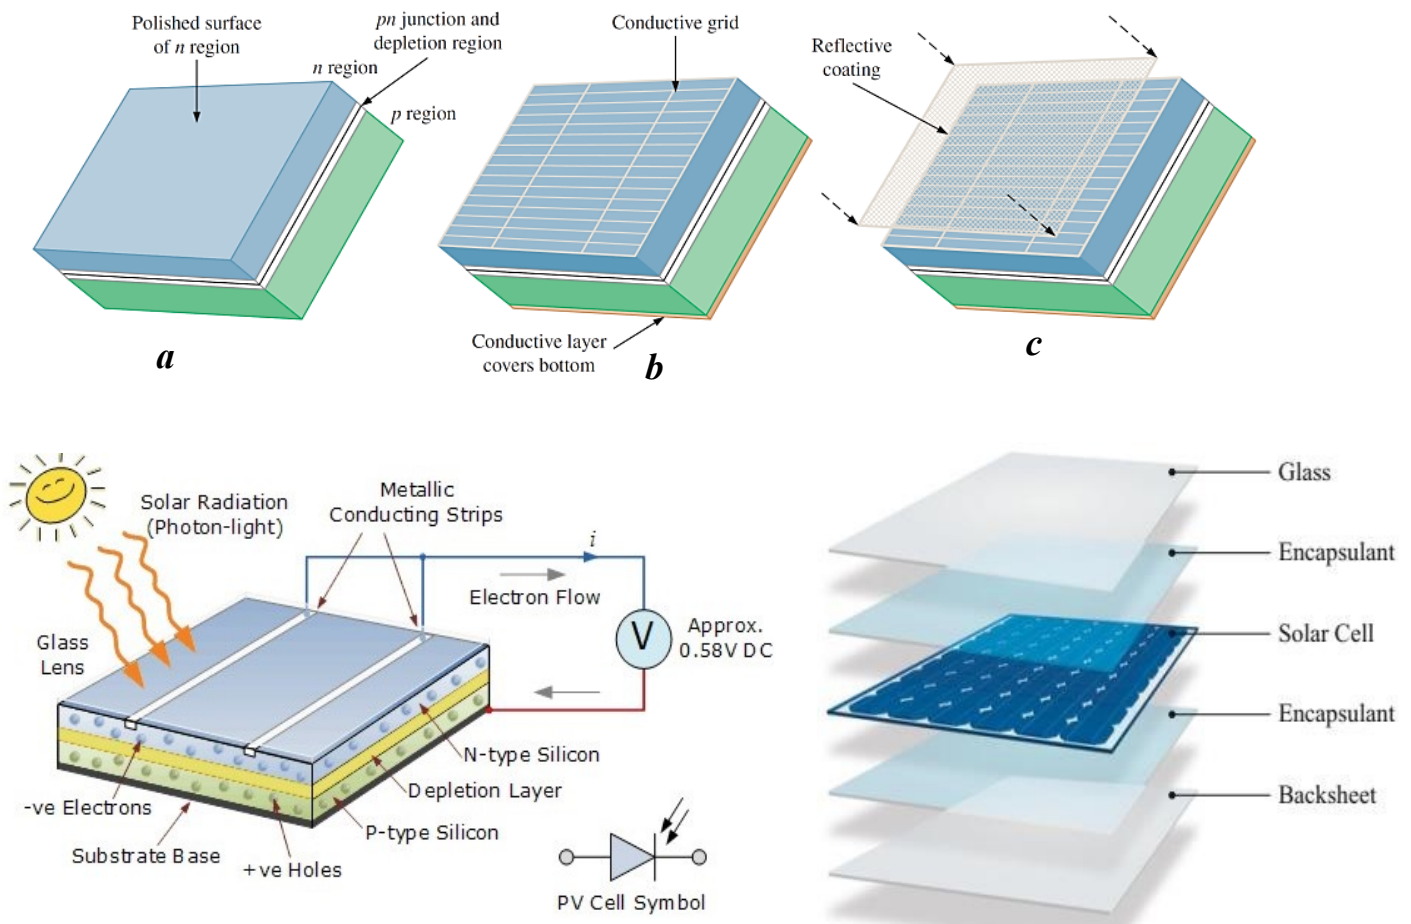 Polished surface
of n region
n region
pn junction and
depletion region
p region
a
Conductive grid
Conductive layer
covers bottom
b
Reflective
coating
c
Solar Radiation
(Photon-light)
Metallic
Conducting Strips
i
Electron Flow
V
Approx.
0.58V DC
Glass
Lens
N-type Silicon
Depletion Layer
P-type Silicon
-ve Electrons
Substrate Base
+ve Holes
PV Cell Symbol
Glass
Encapsulant
Solar Cell
Encapsulant
Backsheet